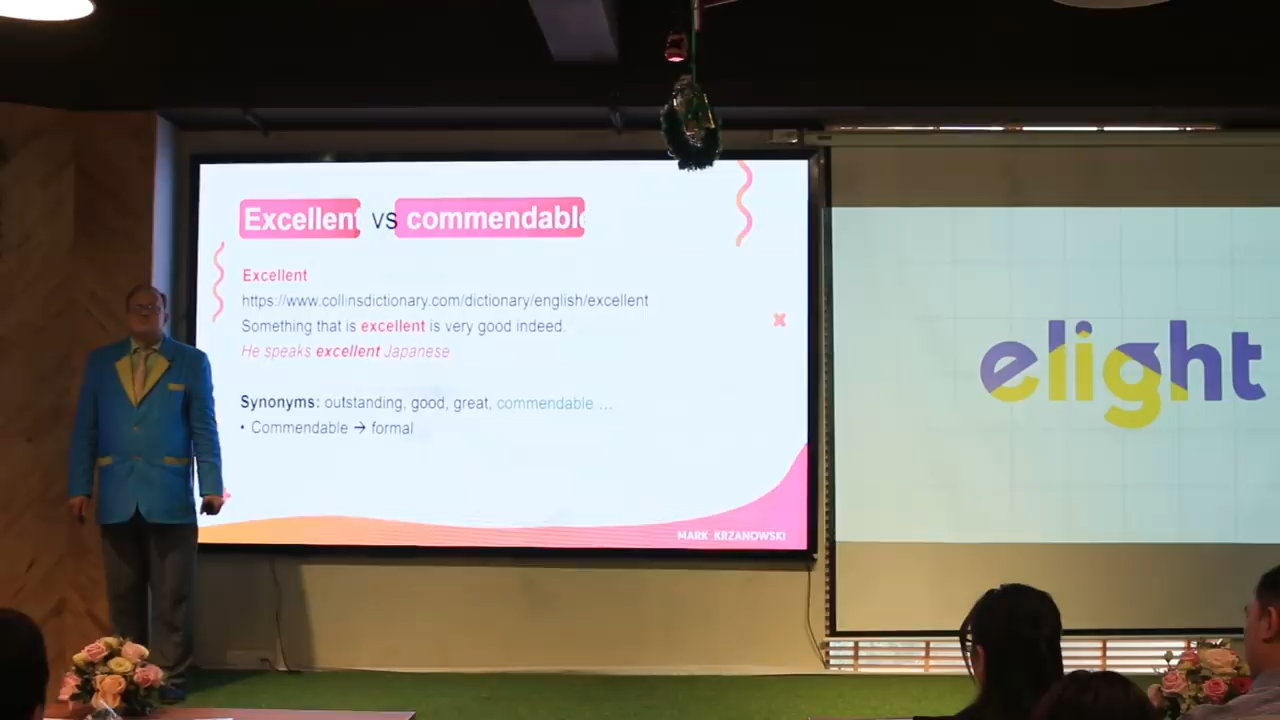 Excellent vs commendable
Excellent
https://www.collinsdictionary.com/dictionary/english/excellent
Something that is excellent is very good indeed.
He speaks excellent Japanese
Synonyms: outstanding, good, great, commendable ...
• Commendable → formal
MARK KRZANOWSKI
elight